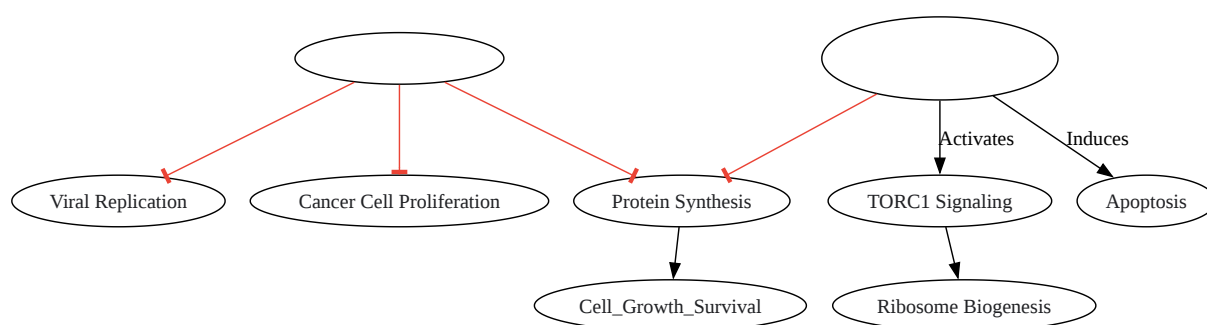 Activates
Induces
Viral Replication
Cancer Cell Proliferation
Protein Synthesis
TORC1 Signaling
Apoptosis
Cell_Growth_Survival
Ribosome Biogenesis